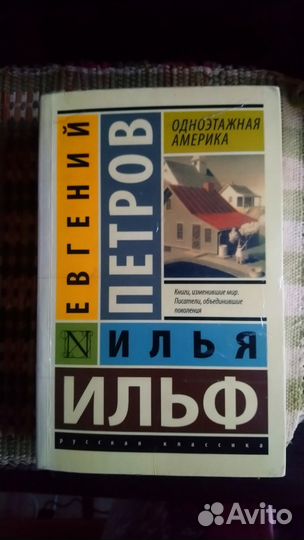 ЕВГЕНИЙ
ПЕТРОВ
ОДНОЭТАЖНАЯ
АМЕРИКА
Книги, изменившие мир.
Писатели, объединившие
поколения
ИЛЬЯ
ИЛЬФ
Русская классика
Avito